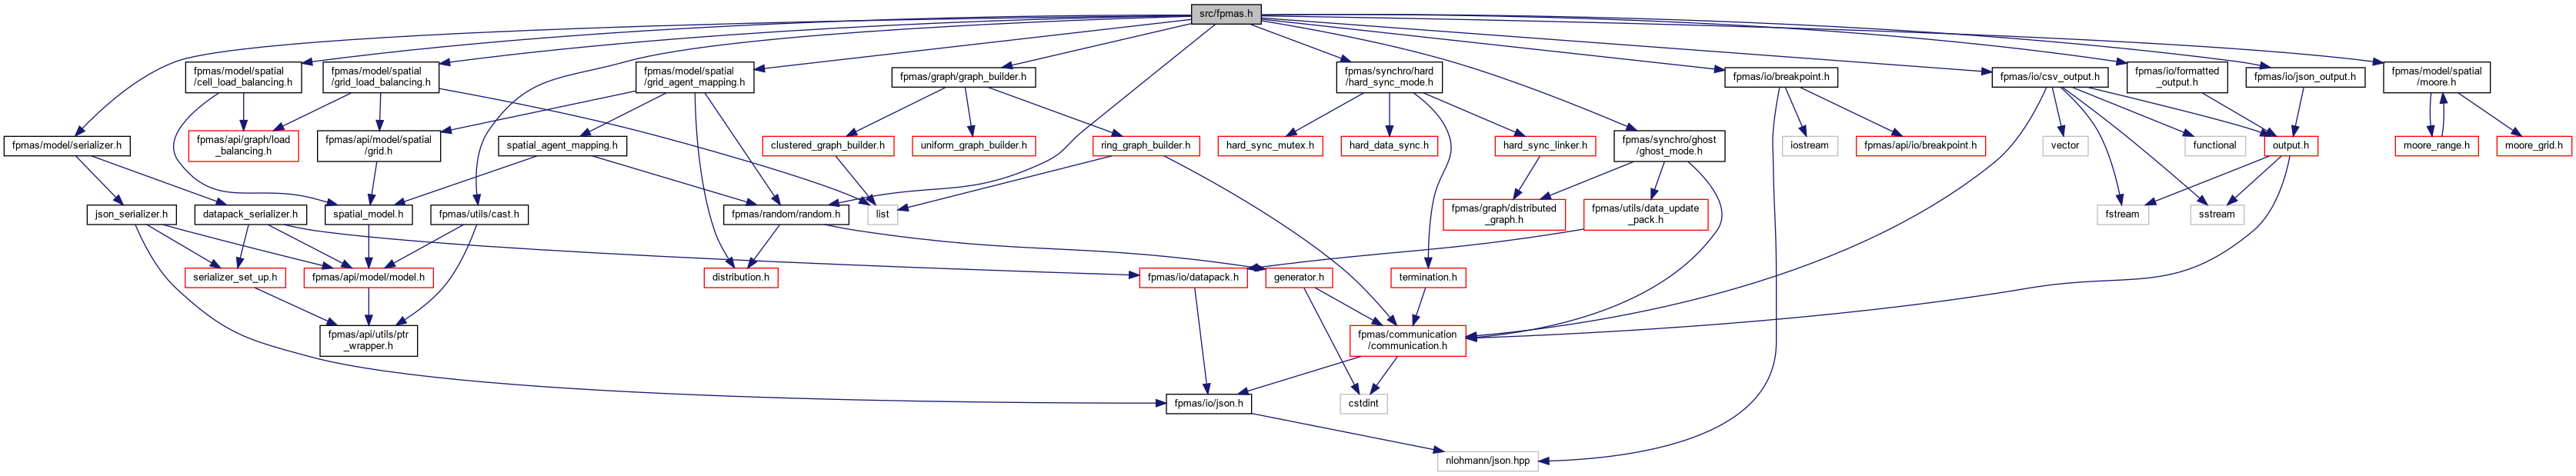 src/fpmas.h
fpmas/model/spatial
/cell_load_balancing.h
fpmas/model/spatial
/grid_load_balancing.h
fpmas/model/spatial
/grid_agent_mapping.h
fpmas/graph/graph_builder.h
fpmas/synchro/hard
/hard_sync_mode.h
fpmas/io/breakpoint.h
fpmas/io/csv_output.h
fpmas/io/formatted
_output.h
fpmas/io/json_output.h
fpmas/model/spatial
/moore.h
fpmas/model/serializer.h
fpmas/api/graph/load
_balancing.h
fpmas/api/model/spatial
/grid.h
spatial_agent_mapping.h
clustered_graph_builder.h
uniform_graph_builder.h
ring_graph_builder.h
hard_sync_mutex.h
hard_data_sync.h
hard_sync_linker.h
fpmas/synchro/ghost
/ghost_mode.h
iostream
fpmas/api/io/breakpoint.h
vector
functional
output.h
moore_range.h
moore_grid.h
json_serializer.h
datapack_serializer.h
spatial_model.h
fpmas/utils/cast.h
fpmas/random/random.h
list
fpmas/graph/distributed
_graph.h
fpmas/utils/data_update
_pack.h
fstream
sstream
serializer_set_up.h
fpmas/api/model/model.h
distribution.h
fpmas/io/datapack.h
generator.h
termination.h
fpmas/api/utils/ptr
_wrapper.h
fpmas/communication
/communication.h
fpmas/io/json.h
cstdint
nlohmann/json.hpp